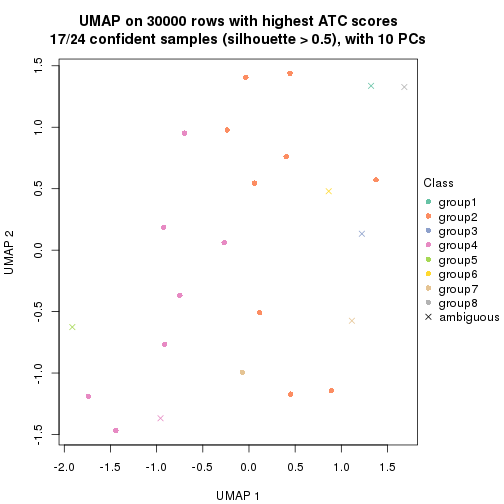 UMAP on 30000 rows with highest ATC scores
17/24 confident samples (silhouette > 0.5), with 10 PCs
1.5
1.0
0.5
0.0
-0.5
-1.0
-1.5
UMAP 2
-2.0 -1.5 -1.0 -0.5 0.0 0.5 1.0 1.5
UMAP 1
Class
group1
group2
group3
group4
group5
group6
group7
group8
ambiguous